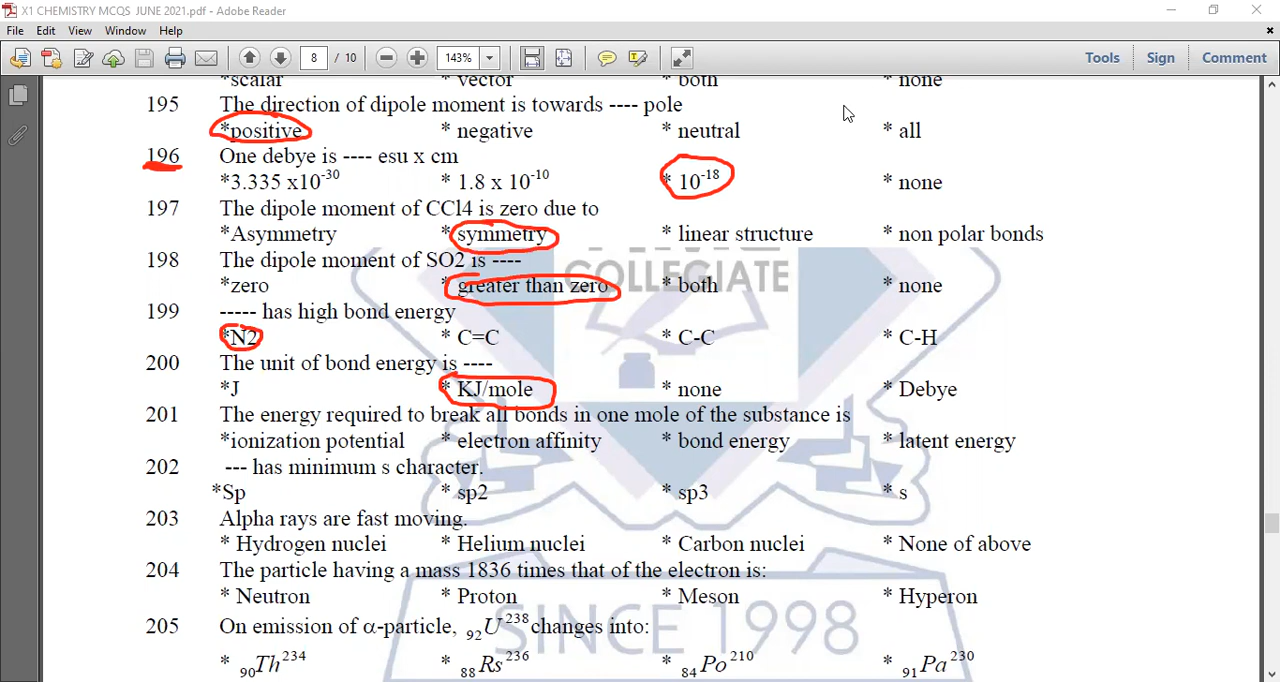 X1 CHEMISTRY MCQS JUNE 2021.pdf - Adobe Reader
File Edit View Window Help
8 / 10 143% Tools Sign Comment
*scalar * vector * both * none
195 The direction of dipole moment is towards ---- pole
*positive * negative * neutral * all
196 One debye is ---- esu x cm
*3.335 x10-30 * 1.8 x 10-10 * 10-18 * none
197 The dipole moment of CCl4 is zero due to
*Asymmetry * symmetry * linear structure * non polar bonds
198 The dipole moment of SO2 is ----
*zero * greater than zero * both * none
199 ----- has high bond energy
*N2 * C=C * C-C * C-H
200 The unit of bond energy is ----
*J * KJ/mole * none * Debye
201 The energy required to break all bonds in one mole of the substance is
*ionization potential * electron affinity * bond energy * latent energy
202 --- has minimum s character.
*Sp * sp2 * sp3 * s
203 Alpha rays are fast moving.
* Hydrogen nuclei * Helium nuclei * Carbon nuclei * None of above
204 The particle having a mass 1836 times that of the electron is:
* Neutron * Proton * Meson * Hyperon
205 On emission of α-particle, 92U238 changes into:
* 90Th234 * 88Rs236 * 84Po210 * 91Pa230
COLLEGIATE
SINCE 1998